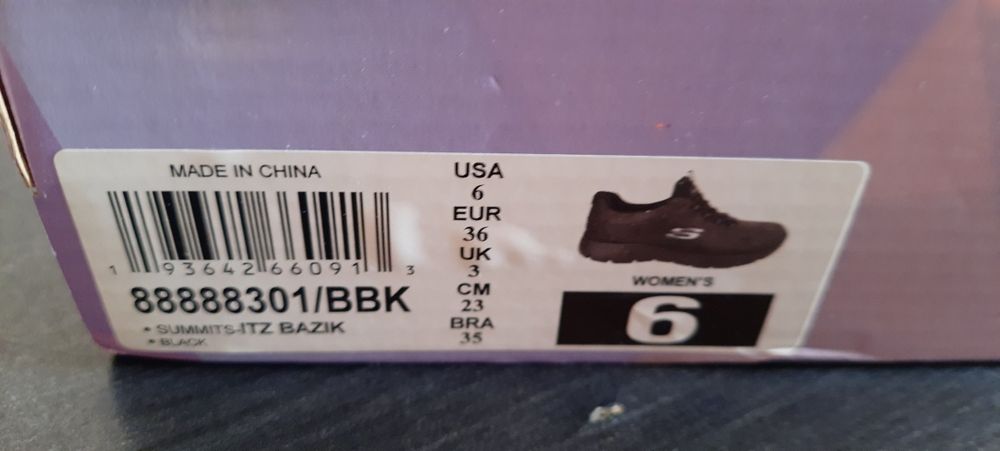 MADE IN CHINA
1 93642 66091 3
88888301/BBK
• SUMMITS-ITZ BAZIK
• BLACK
USA
6
EUR
36
UK
3
CM
23
BRA
35
S
WOMEN'S
6